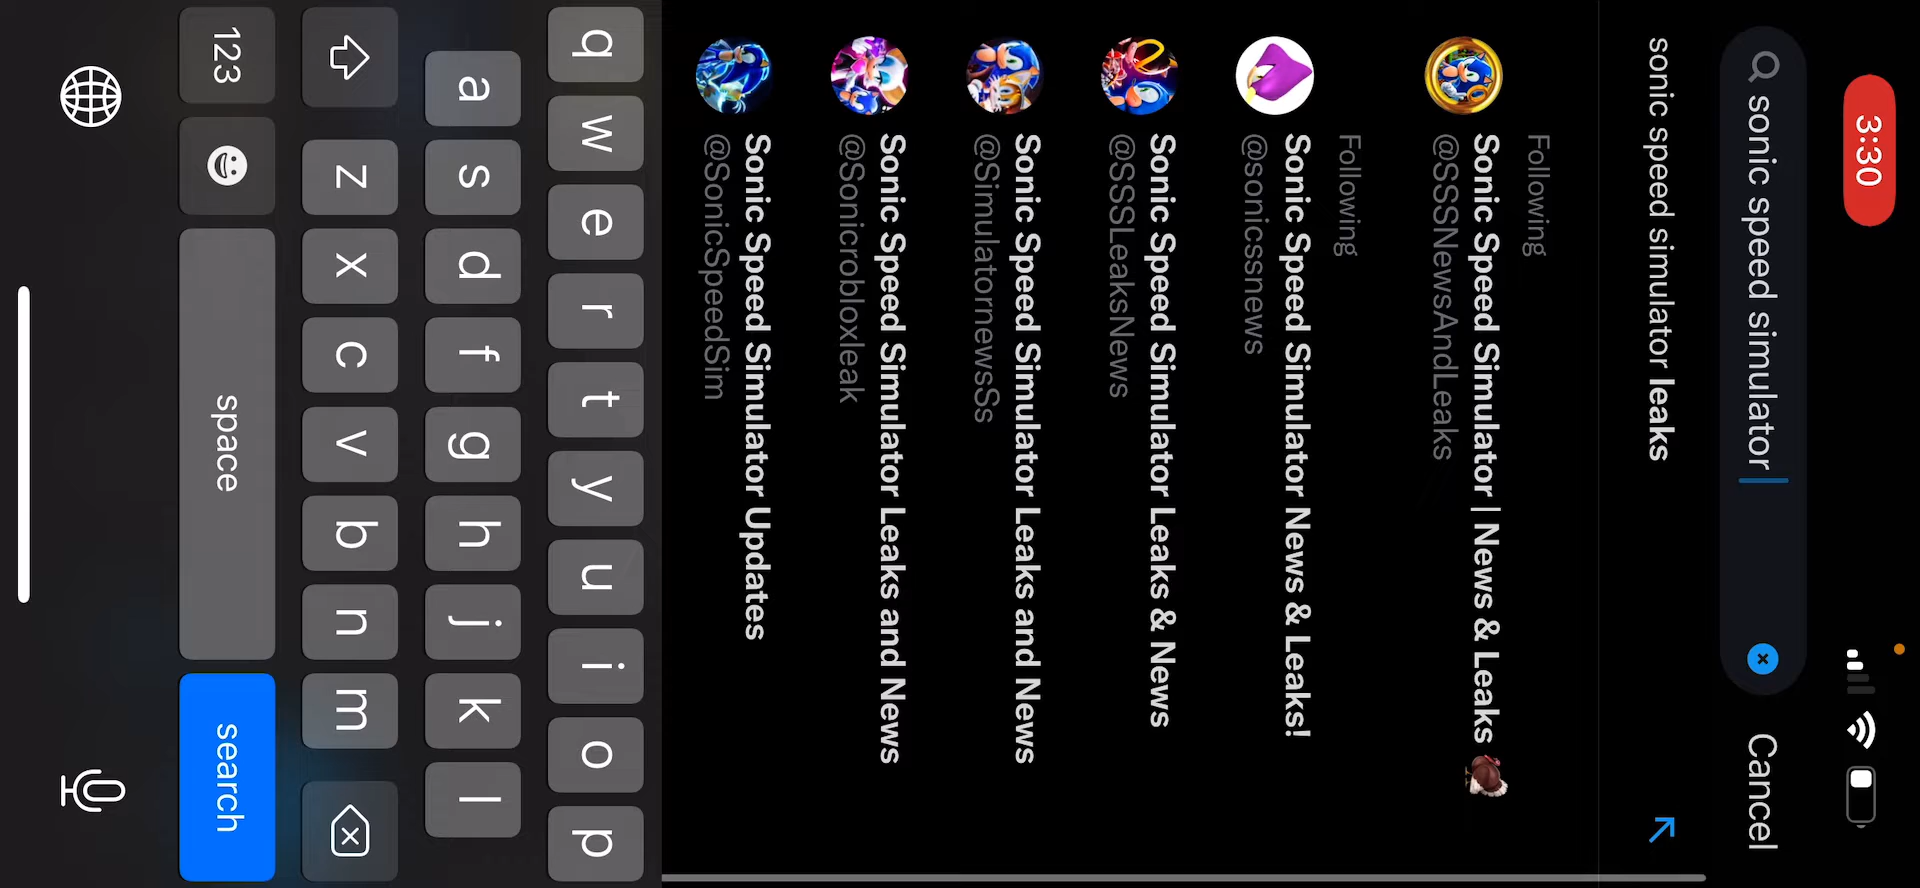 3:30
sonic speed simulator
Cancel
sonic speed simulator leaks
Following
Sonic Speed Simulator | News & Leaks 🦃
@SSSNewsAndLeaks
Following
Sonic Speed Simulator News & Leaks!
@sonicssnews
Sonic Speed Simulator Leaks & News
@SSSLeaksNews
Sonic Speed Simulator Leaks and News
@SimulatornewsSs
Sonic Speed Simulator Leaks and News
@Sonicrobloxleak
Sonic Speed Simulator Updates
@SonicSpeedSim
q w e r t y u i o p
a s d f g h j k l
z x c v b n m
123 space search